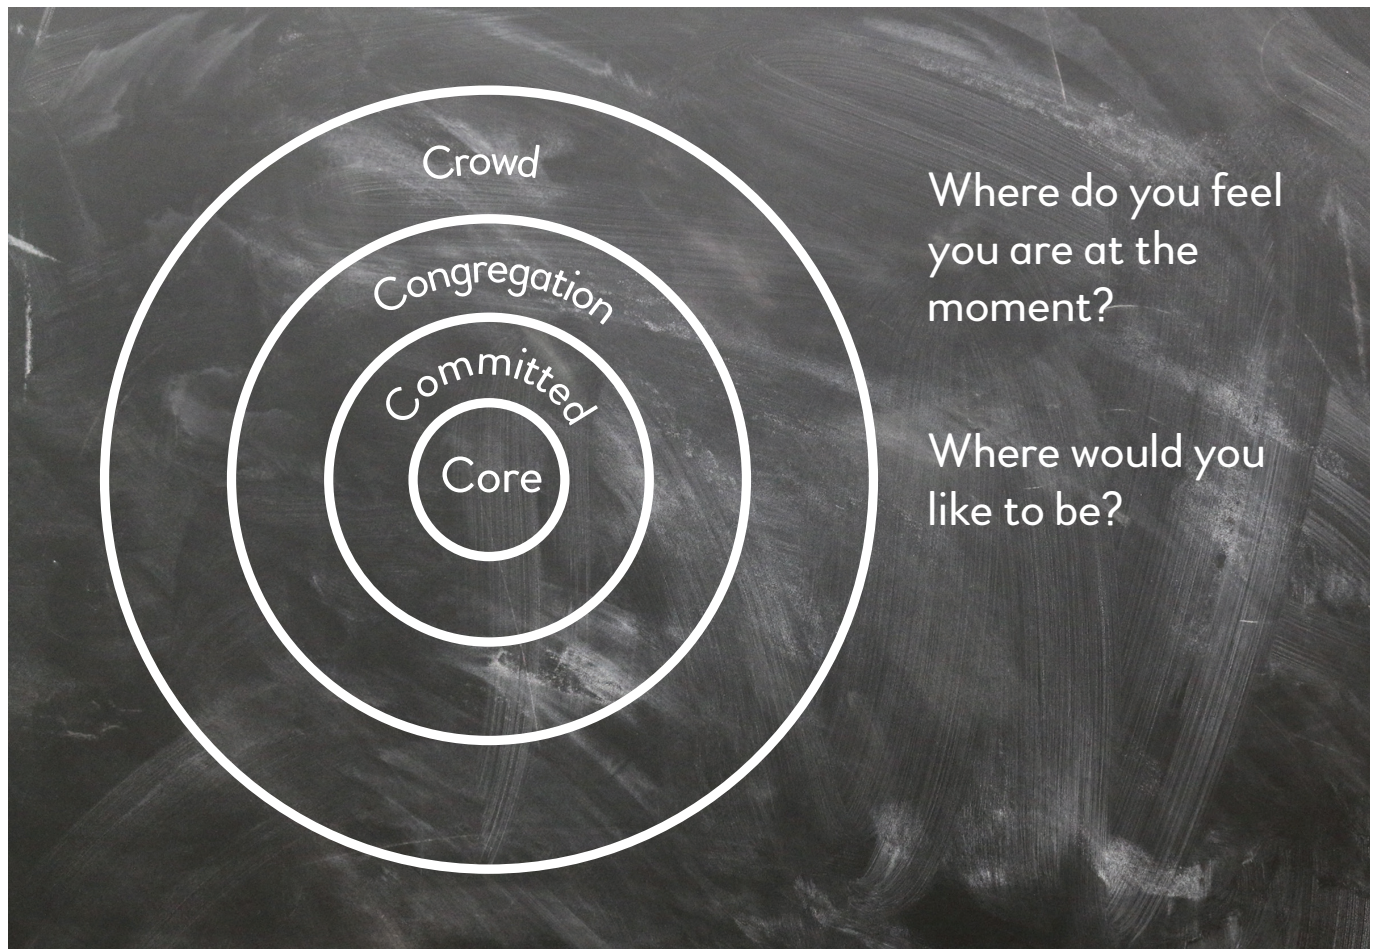 Crowd
Congregation
Committed
Core
Where do you feel
you are at the
moment?
Where would you
like to be?